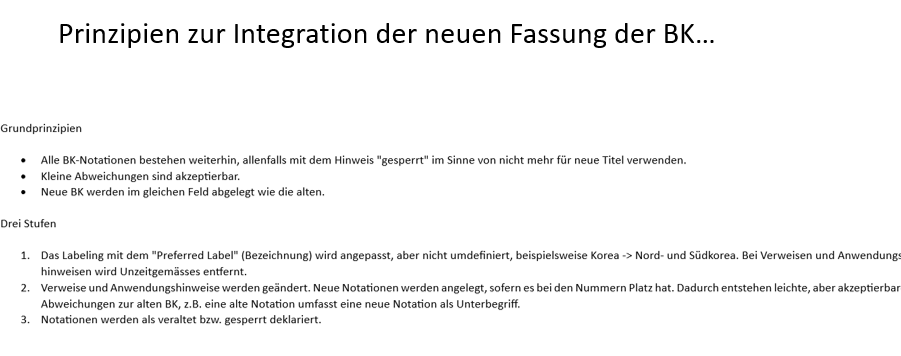 Prinzipien zur Integration der neuen Fassung der BK...
Grundprinzipien
• Alle BK-Notationen bestehen weiterhin, allenfalls mit dem Hinweis "gesperrt" im Sinne von nicht mehr für neue Titel verwenden.
• Kleine Abweichungen sind akzeptierbar.
• Neue BK werden im gleichen Feld abgelegt wie die alten.
Drei Stufen
1. Das Labeling mit dem "Preferred Label" (Bezeichnung) wird angepasst, aber nicht umdefiniert, beispielsweise Korea -> Nord- und Südkorea. Bei Verweisen und Anwendungs
hinweisen wird Unzeitgemässes entfernt.
2. Verweise und Anwendungshinweise werden geändert. Neue Notationen werden angelegt, sofern es bei den Nummern Platz hat. Dadurch entstehen leichte, aber akzeptierbar
Abweichungen zur alten BK, z.B. eine alte Notation umfasst eine neue Notation als Unterbegriff.
3. Notationen werden als veraltet bzw. gesperrt deklariert.